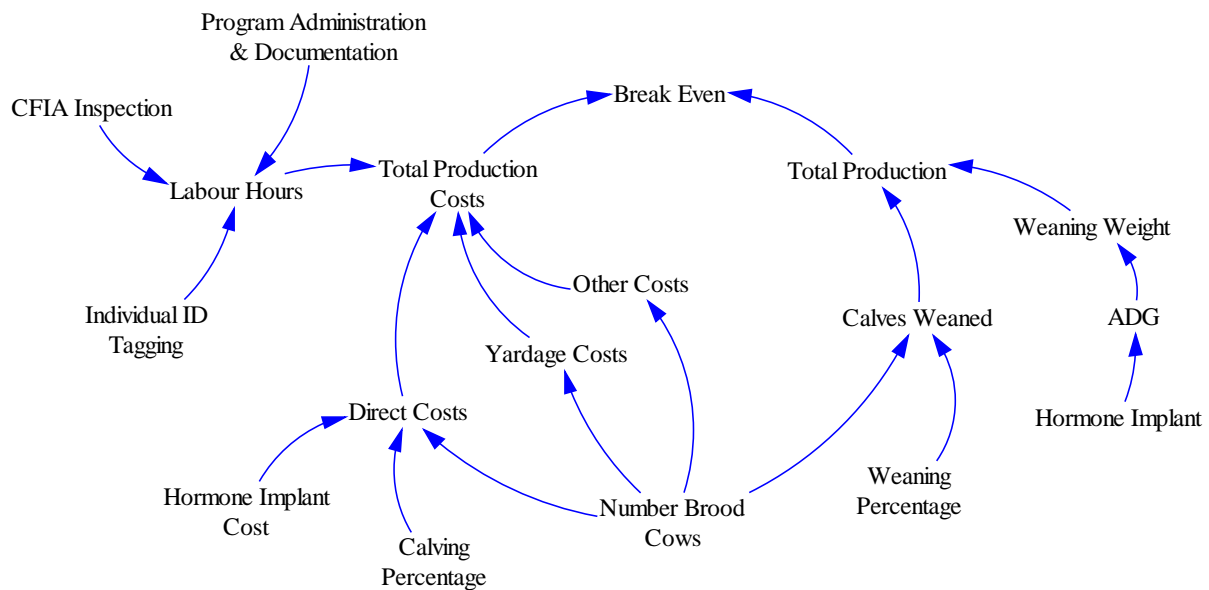 Program Administration
& Documentation
CFIA Inspection
Break Even
Labour Hours
Total Production
Costs
Total Production
Weaning Weight
Other Costs
Individual ID
Tagging
Calves Weaned
ADG
Yardage Costs
Direct Costs
Hormone Implant
Hormone Implant
Cost
Number Brood
Cows
Weaning
Percentage
Calving
Percentage